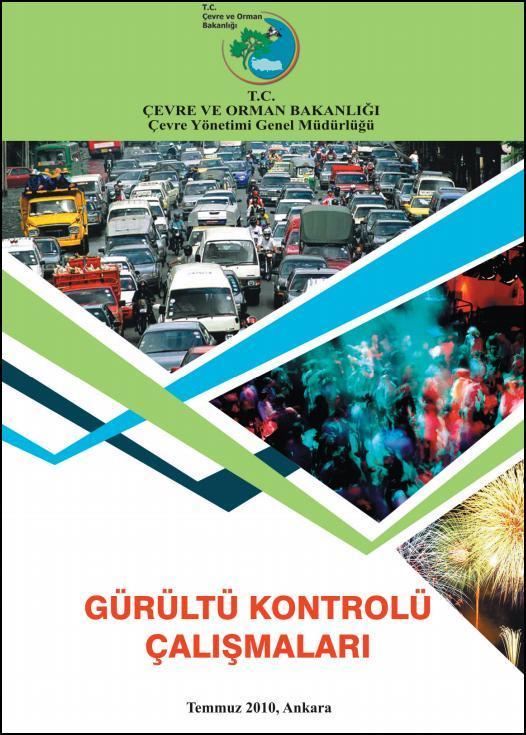 T.C.
Çevre ve Orman
Bakanlığı
T.C.
ÇEVRE VE ORMAN BAKANLIĞI
Çevre Yönetimi Genel Müdürlüğü
GÜRÜLTÜ KONTROLÜ
ÇALIŞMALARI
Temmuz 2010, Ankara